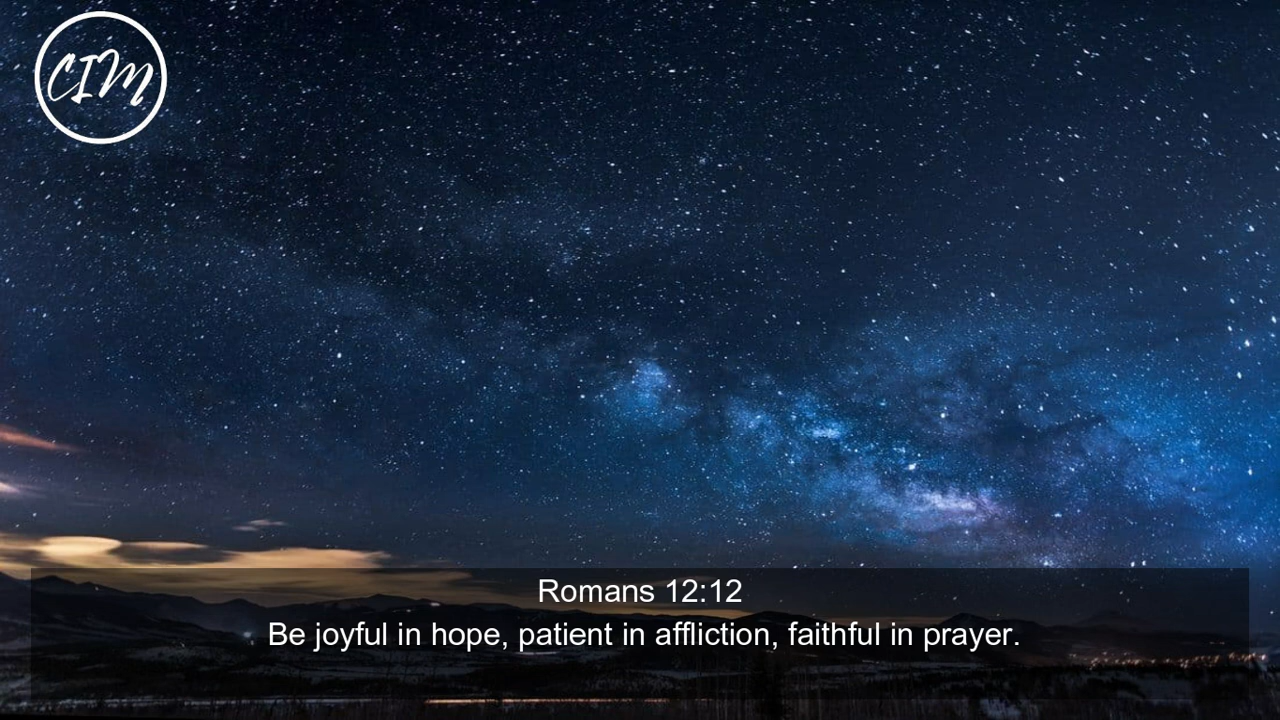 CIM
Romans 12:12
Be joyful in hope, patient in affliction, faithful in prayer.